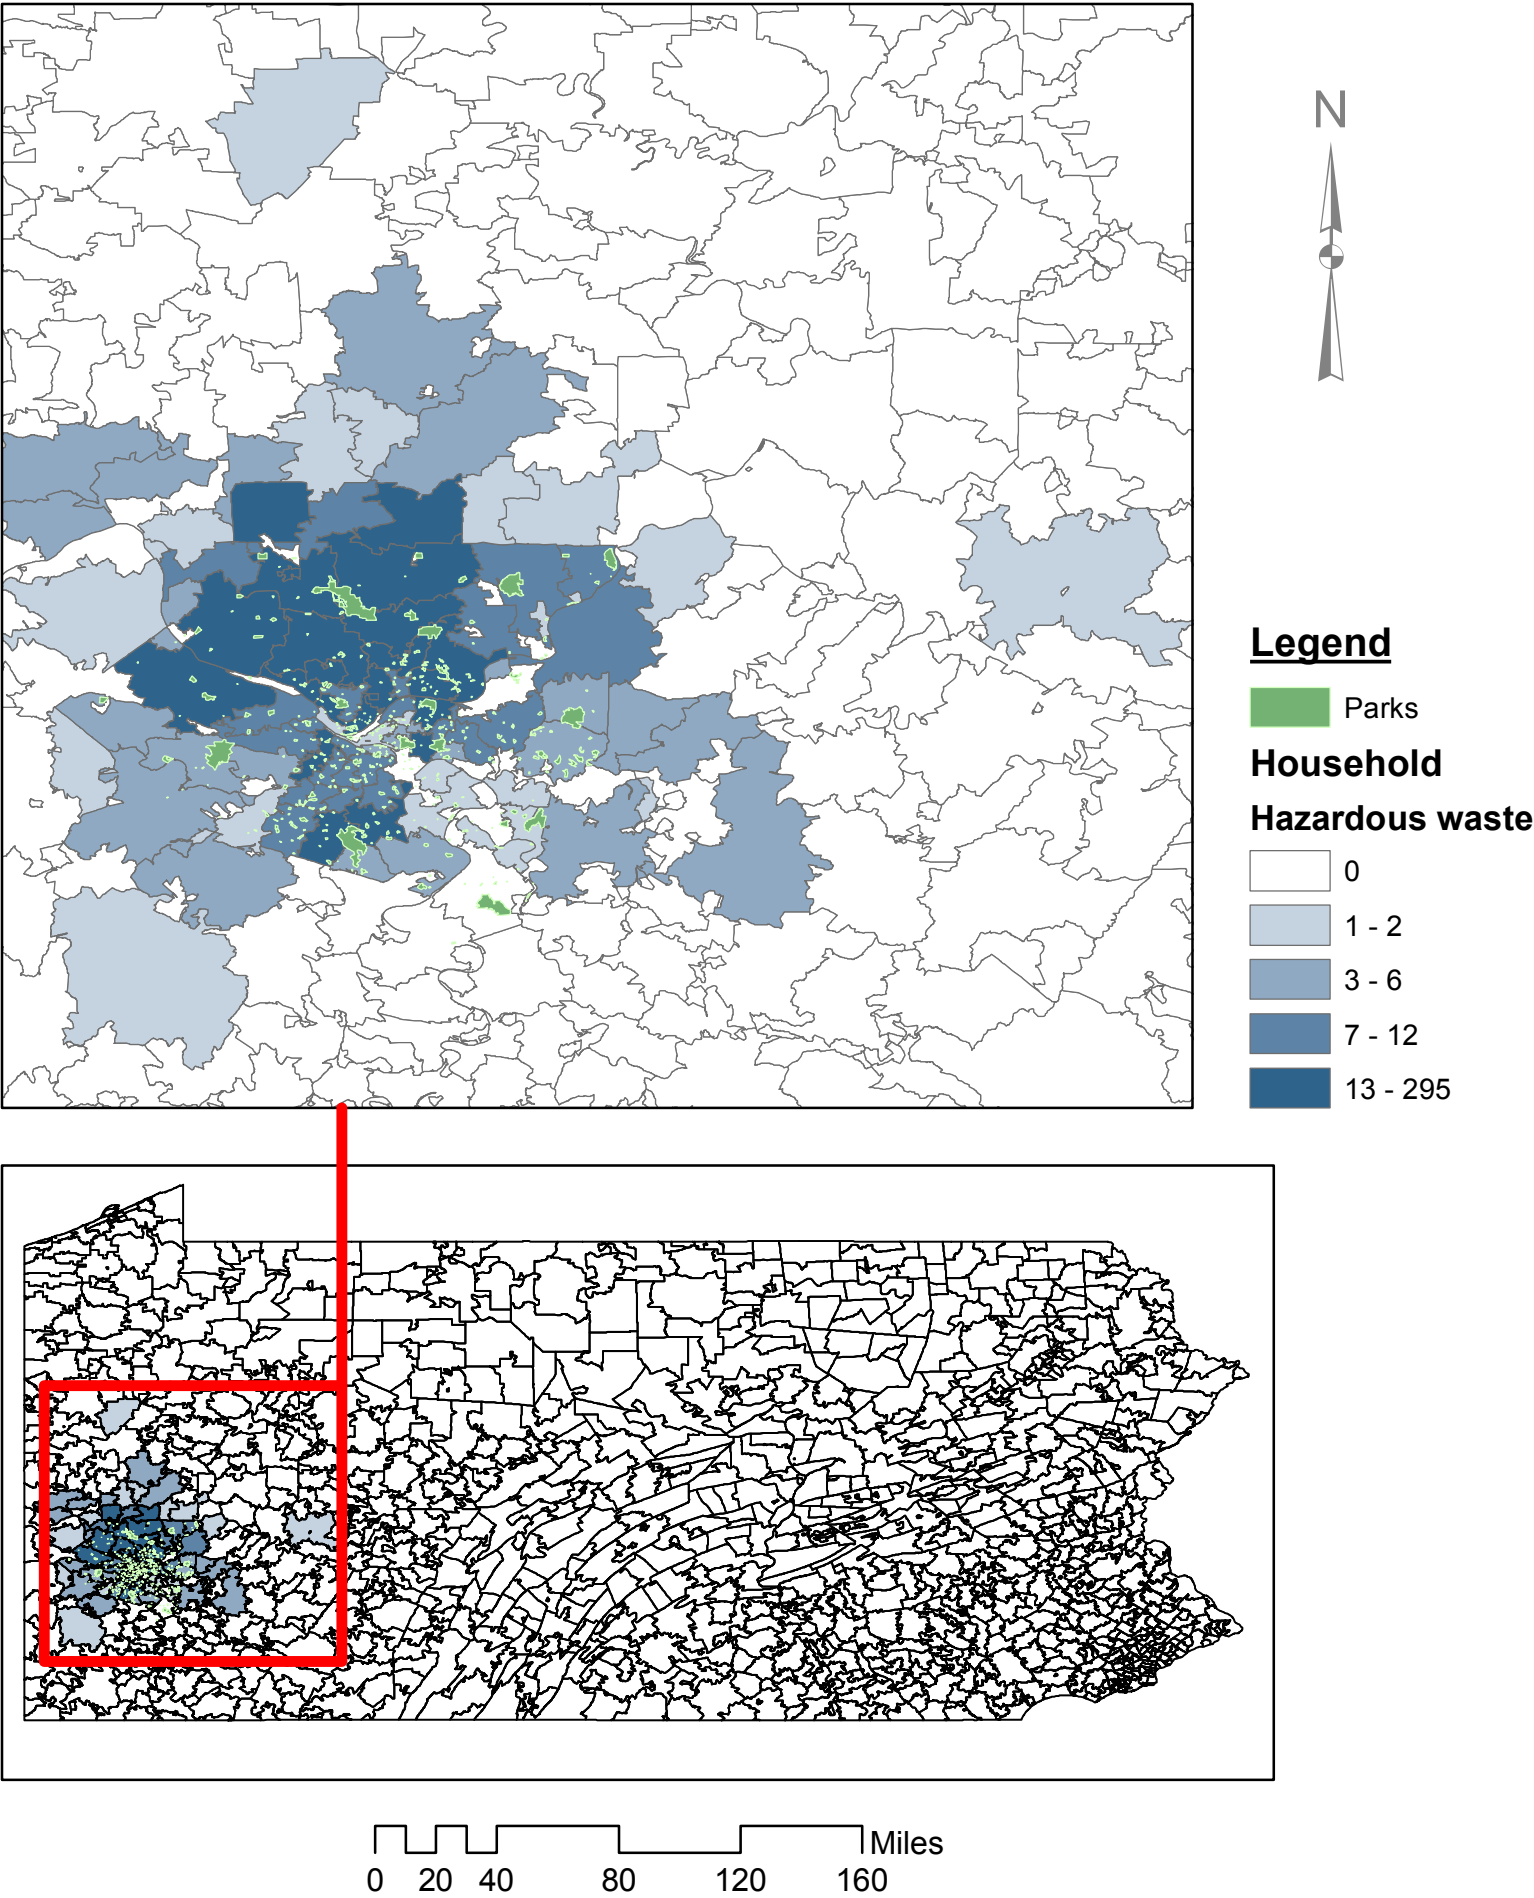 N
Legend
Parks
Household
Hazardous waste
0
1 - 2
3 - 6
7 - 12
13 - 295
Miles
0 20 40 80 120 160